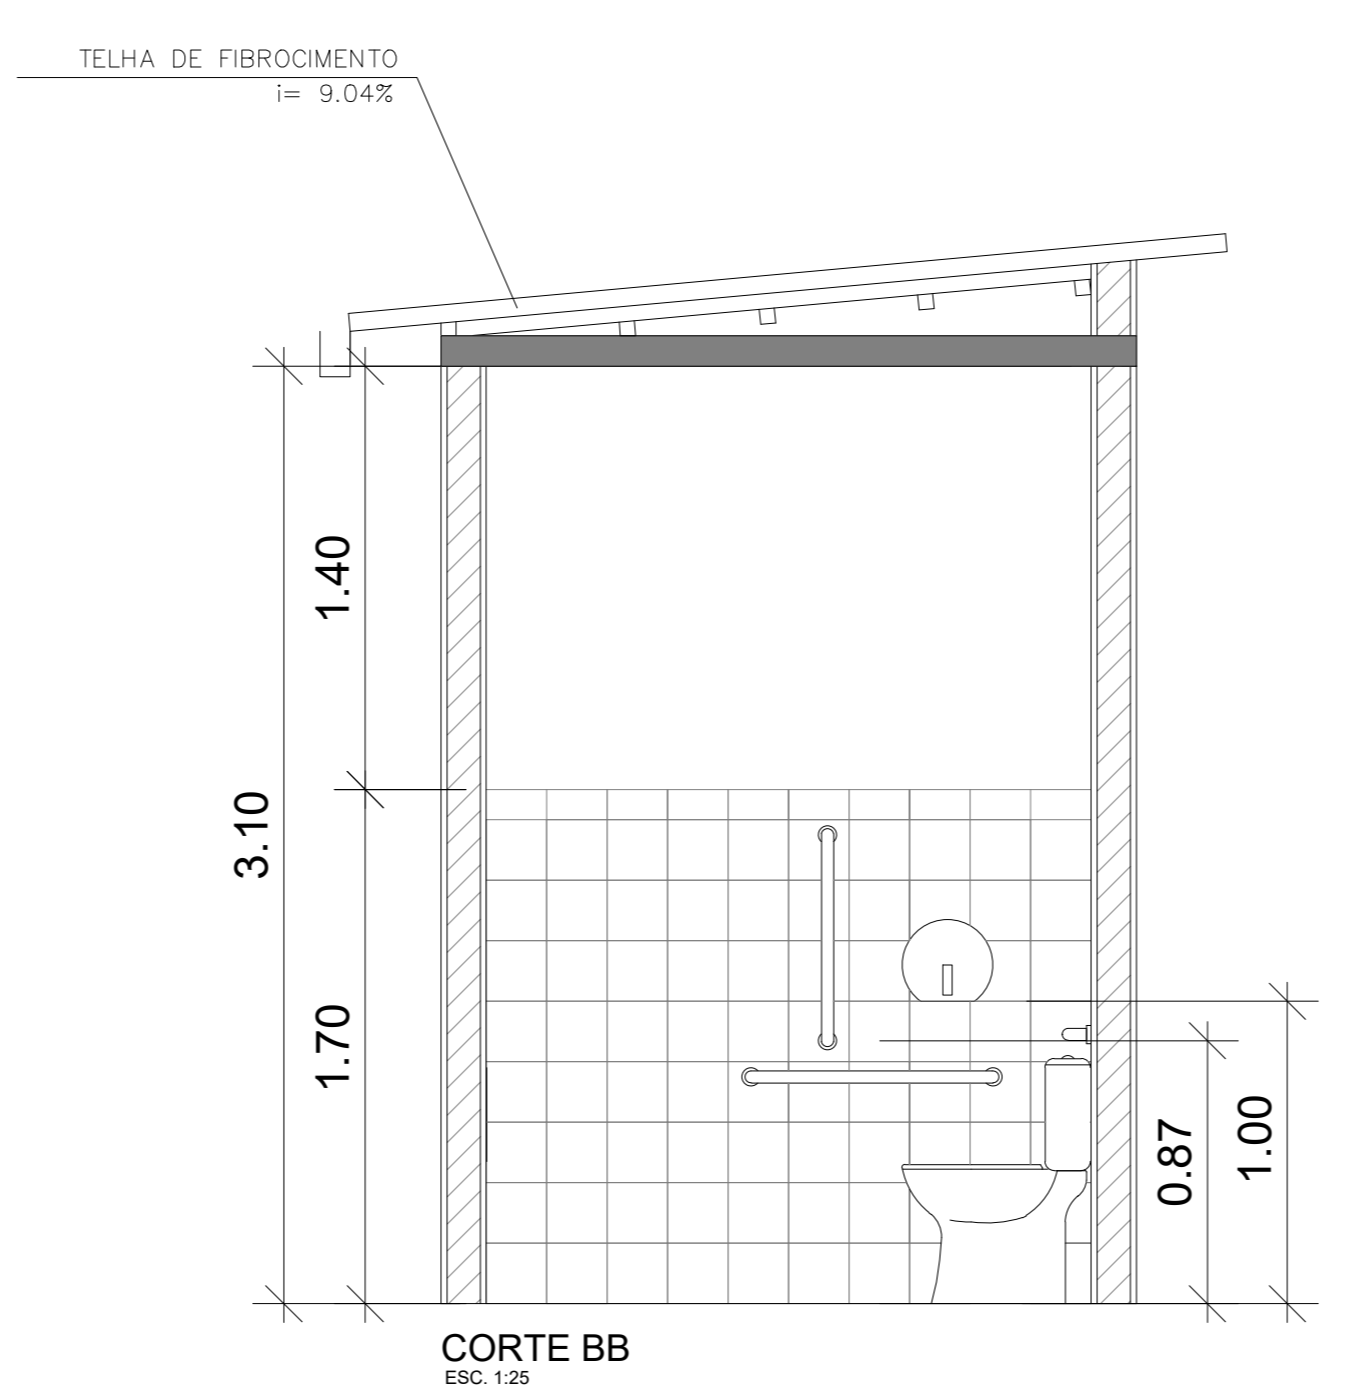 TELHA DE FIBROCIMENTO
i= 9.04%
1.40
3.10
1.70
0.87
1.00
CORTE BB
ESC. 1:25